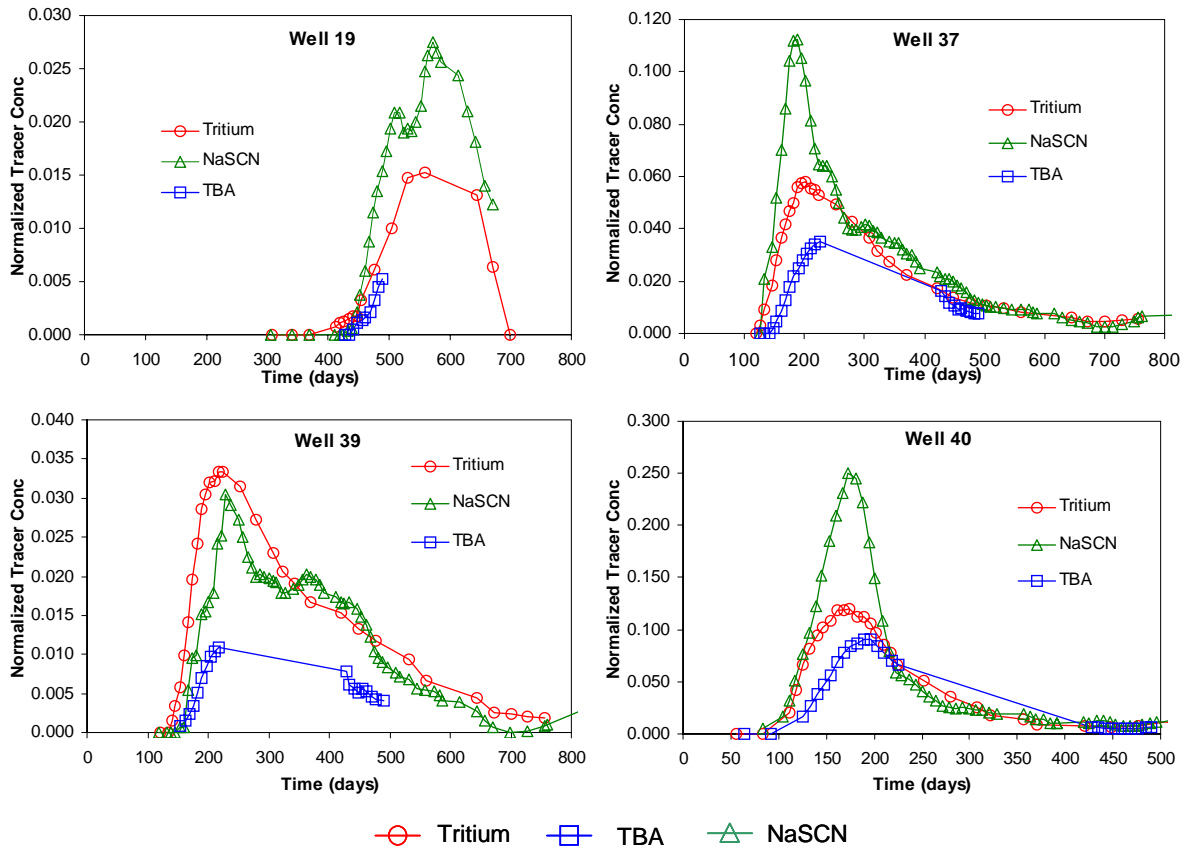 Well 19
Normalized Tracer Conc
0.030
0.025
0.020
0.015
0.010
0.005
0.000
Tritium
NaSCN
TBA
0 100 200 300 400 500 600 700 800
Time (days)
Well 37
Normalized Tracer Conc
0.120
0.100
0.080
0.060
0.040
0.020
0.000
Tritium
NaSCN
TBA
0 100 200 300 400 500 600 700 800
Time (days)
Well 39
Normalized Tracer Conc
0.040
0.035
0.030
0.025
0.020
0.015
0.010
0.005
0.000
Tritium
NaSCN
TBA
0 100 200 300 400 500 600 700 800
Time (days)
Well 40
Normalized Tracer Conc
0.300
0.250
0.200
0.150
0.100
0.050
0.000
Tritium
NaSCN
TBA
0 50 100 150 200 250 300 350 400 450 500
Time (days)
Tritium TBA NaSCN